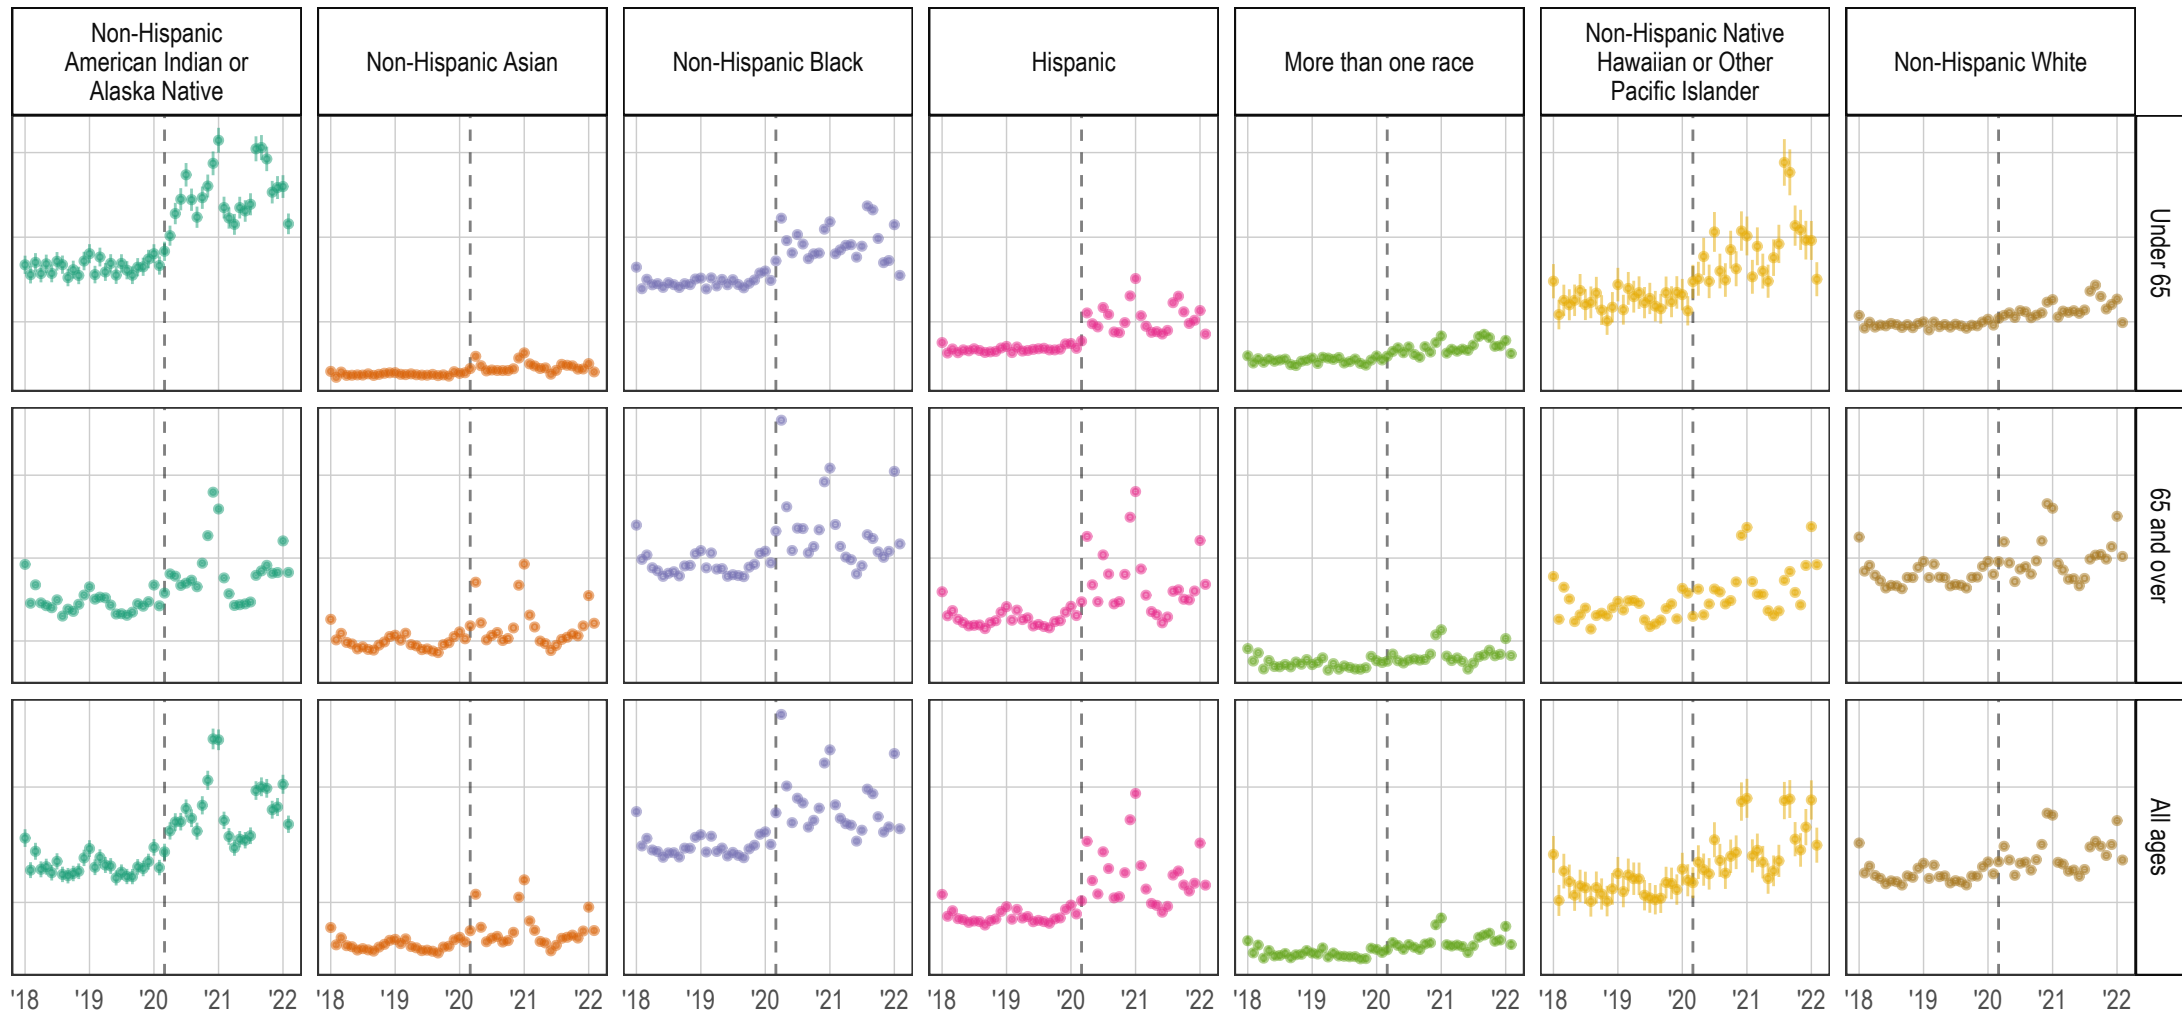 Non-Hispanic
American Indian or
Alaska Native
Non-Hispanic Asian
Non-Hispanic Black
Hispanic
More than one race
Non-Hispanic Native
Hawaiian or Other
Pacific Islander
Non-Hispanic White
Under 65
65 and over
All ages
'18 '19 '20 '21 '22
'18 '19 '20 '21 '22
'18 '19 '20 '21 '22
'18 '19 '20 '21 '22
'18 '19 '20 '21 '22
'18 '19 '20 '21 '22
'18 '19 '20 '21 '22